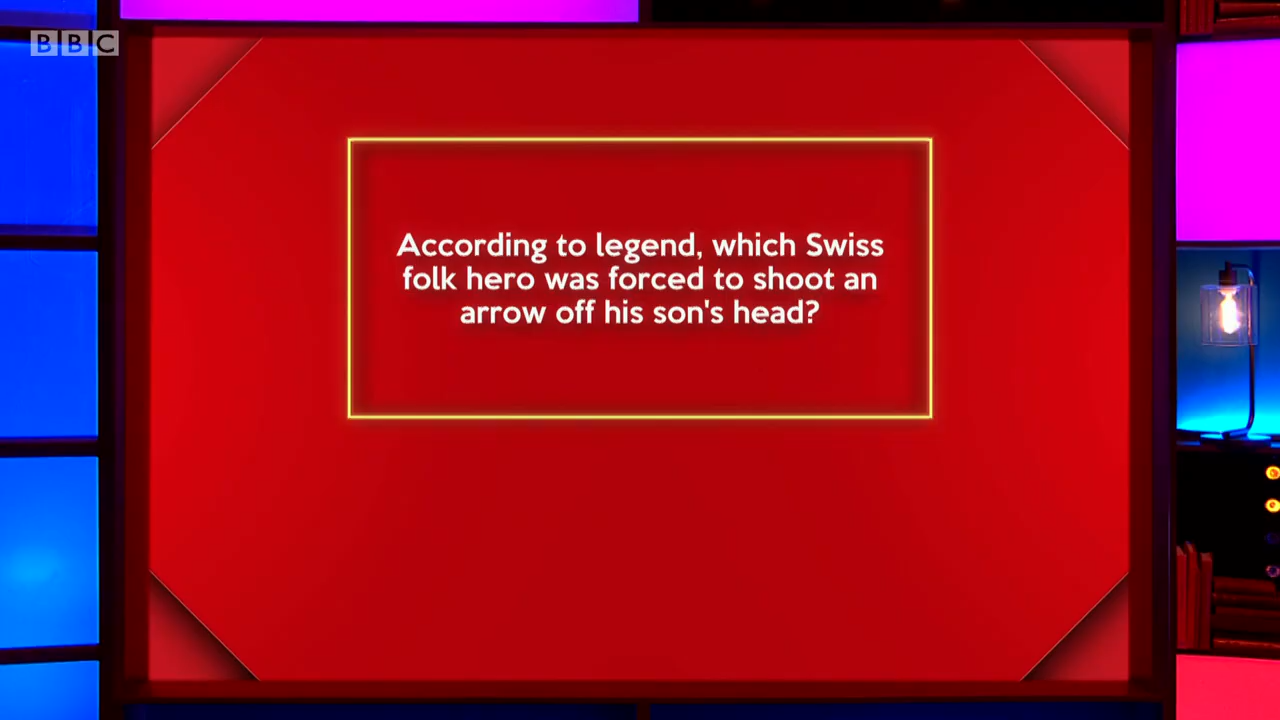 BBC
According to legend, which Swiss
folk hero was forced to shoot an
arrow off his son's head?